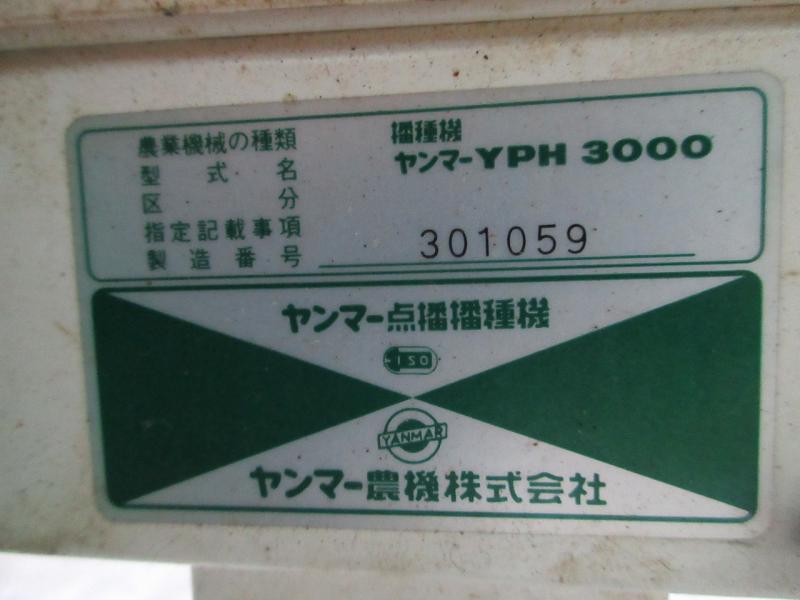 農業機械の種類 播種機
型式名 ヤンマーYPH 3000
区分
指定記載事項
製造番号 301059
ヤンマー点播播種機
ISO
YANMAR
ヤンマー農機株式会社